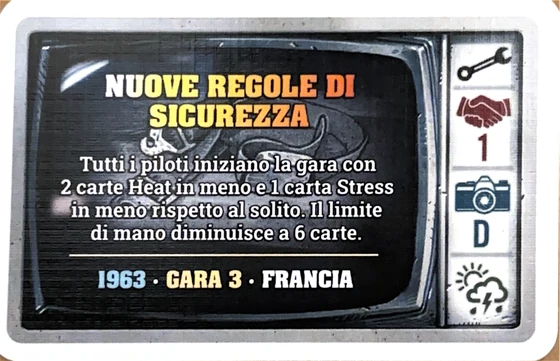 NUOVE REGOLE DI
SICUREZZA
Tutti i piloti iniziano la gara con
2 carte Heat in meno e 1 carta Stress
in meno rispetto al solito. Il limite
di mano diminuisce a 6 carte.
1963 · GARA 3 · FRANCIA
1
D